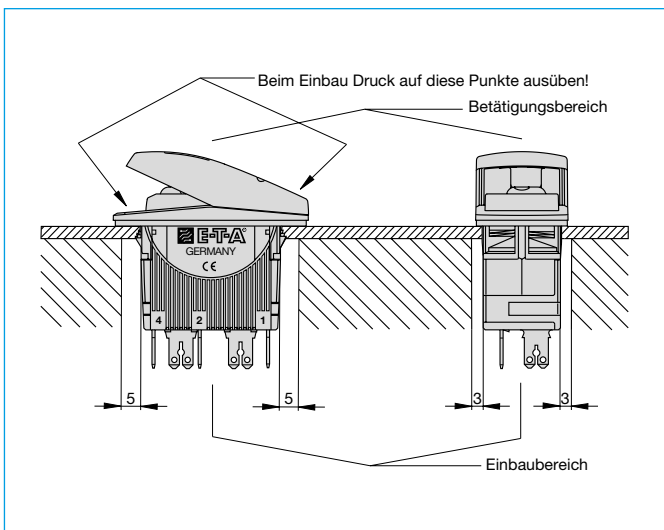 Beim Einbau Druck auf diese Punkte ausüben!
Betätigungsbereich
E-T-A®
GERMANY
CE
4 2 1
5 5 3 3
Einbaubereich